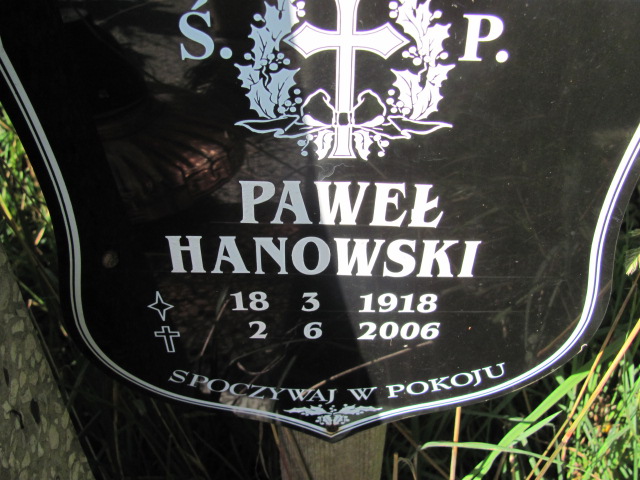 Ś. P.
PAWEŁ
HANOWSKI
18 3 1918
2 6 2006
SPOCZYWAJ W POKOJU